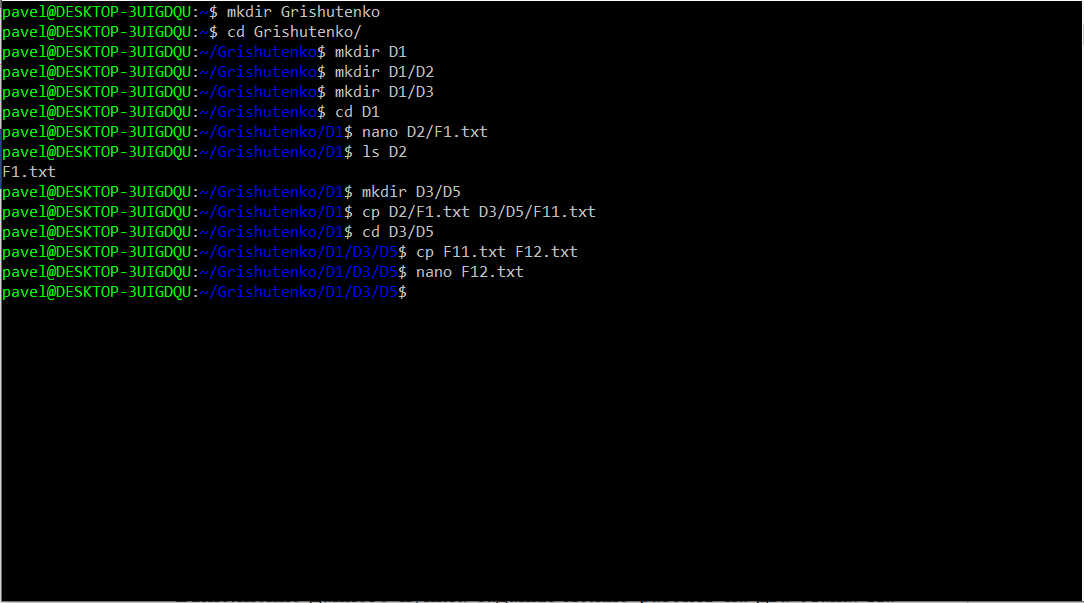 pavel@DESKTOP-3UIGDQU:~$ mkdir Grishutenko
pavel@DESKTOP-3UIGDQU:~$ cd Grishutenko/
pavel@DESKTOP-3UIGDQU:~/Grishutenko$ mkdir D1
pavel@DESKTOP-3UIGDQU:~/Grishutenko$ mkdir D1/D2
pavel@DESKTOP-3UIGDQU:~/Grishutenko$ mkdir D1/D3
pavel@DESKTOP-3UIGDQU:~/Grishutenko$ cd D1
pavel@DESKTOP-3UIGDQU:~/Grishutenko/D1$ nano D2/F1.txt
pavel@DESKTOP-3UIGDQU:~/Grishutenko/D1$ ls D2
F1.txt
pavel@DESKTOP-3UIGDQU:~/Grishutenko/D1$ mkdir D3/D5
pavel@DESKTOP-3UIGDQU:~/Grishutenko/D1$ cp D2/F1.txt D3/D5/F11.txt
pavel@DESKTOP-3UIGDQU:~/Grishutenko/D1$ cd D3/D5
pavel@DESKTOP-3UIGDQU:~/Grishutenko/D1/D3/D5$ cp F11.txt F12.txt
pavel@DESKTOP-3UIGDQU:~/Grishutenko/D1/D3/D5$ nano F12.txt
pavel@DESKTOP-3UIGDQU:~/Grishutenko/D1/D3/D5$